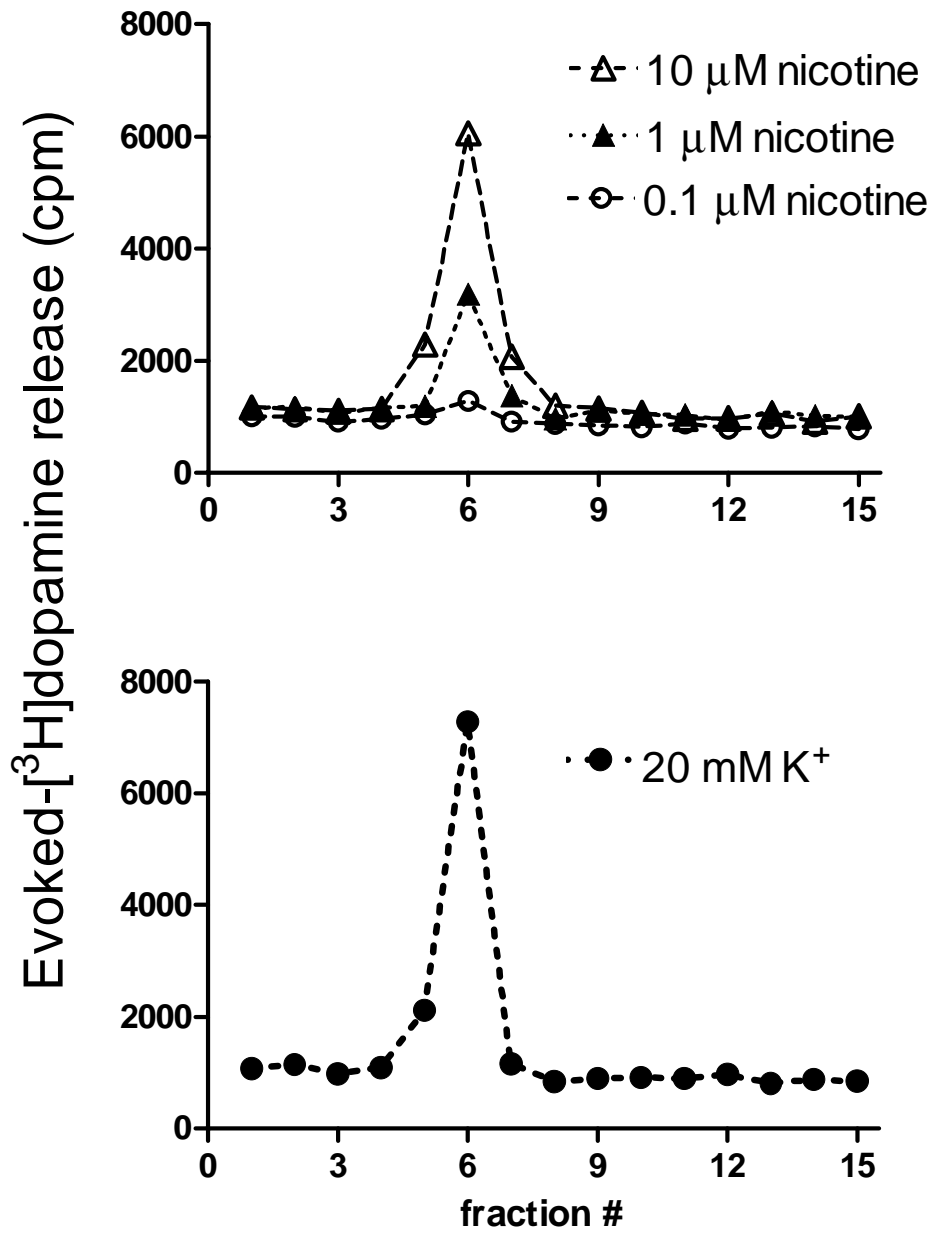 Evoked-[³H]dopamine release (cpm)
8000
6000
4000
2000
0
10 μM nicotine
1 μM nicotine
0.1 μM nicotine
0 3 6 9 12 15
8000
6000
4000
2000
0
20 mM K⁺
0 3 6 9 12 15
fraction #